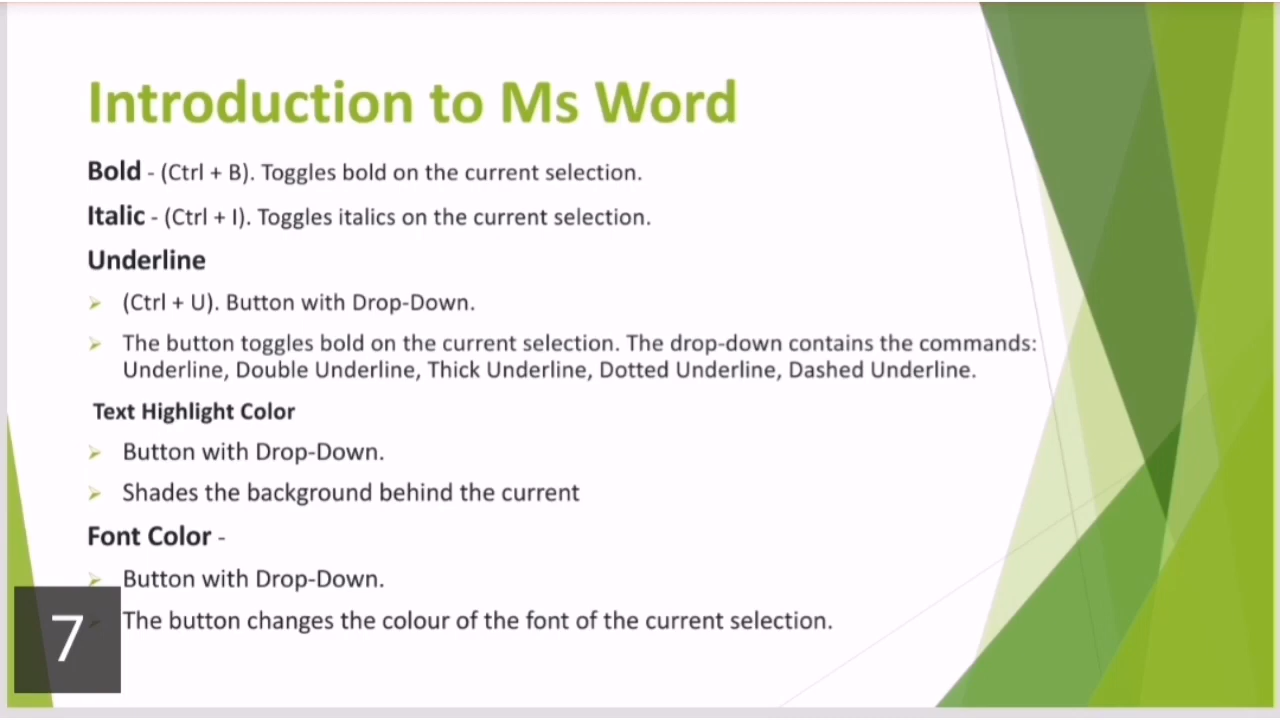 Introduction to Ms Word
Bold - (Ctrl + B). Toggles bold on the current selection.
Italic - (Ctrl + I). Toggles italics on the current selection.
Underline
(Ctrl + U). Button with Drop-Down.
The button toggles bold on the current selection. The drop-down contains the commands:
Underline, Double Underline, Thick Underline, Dotted Underline, Dashed Underline.
Text Highlight Color
Button with Drop-Down.
Shades the background behind the current
Font Color -
Button with Drop-Down.
The button changes the colour of the font of the current selection.
7